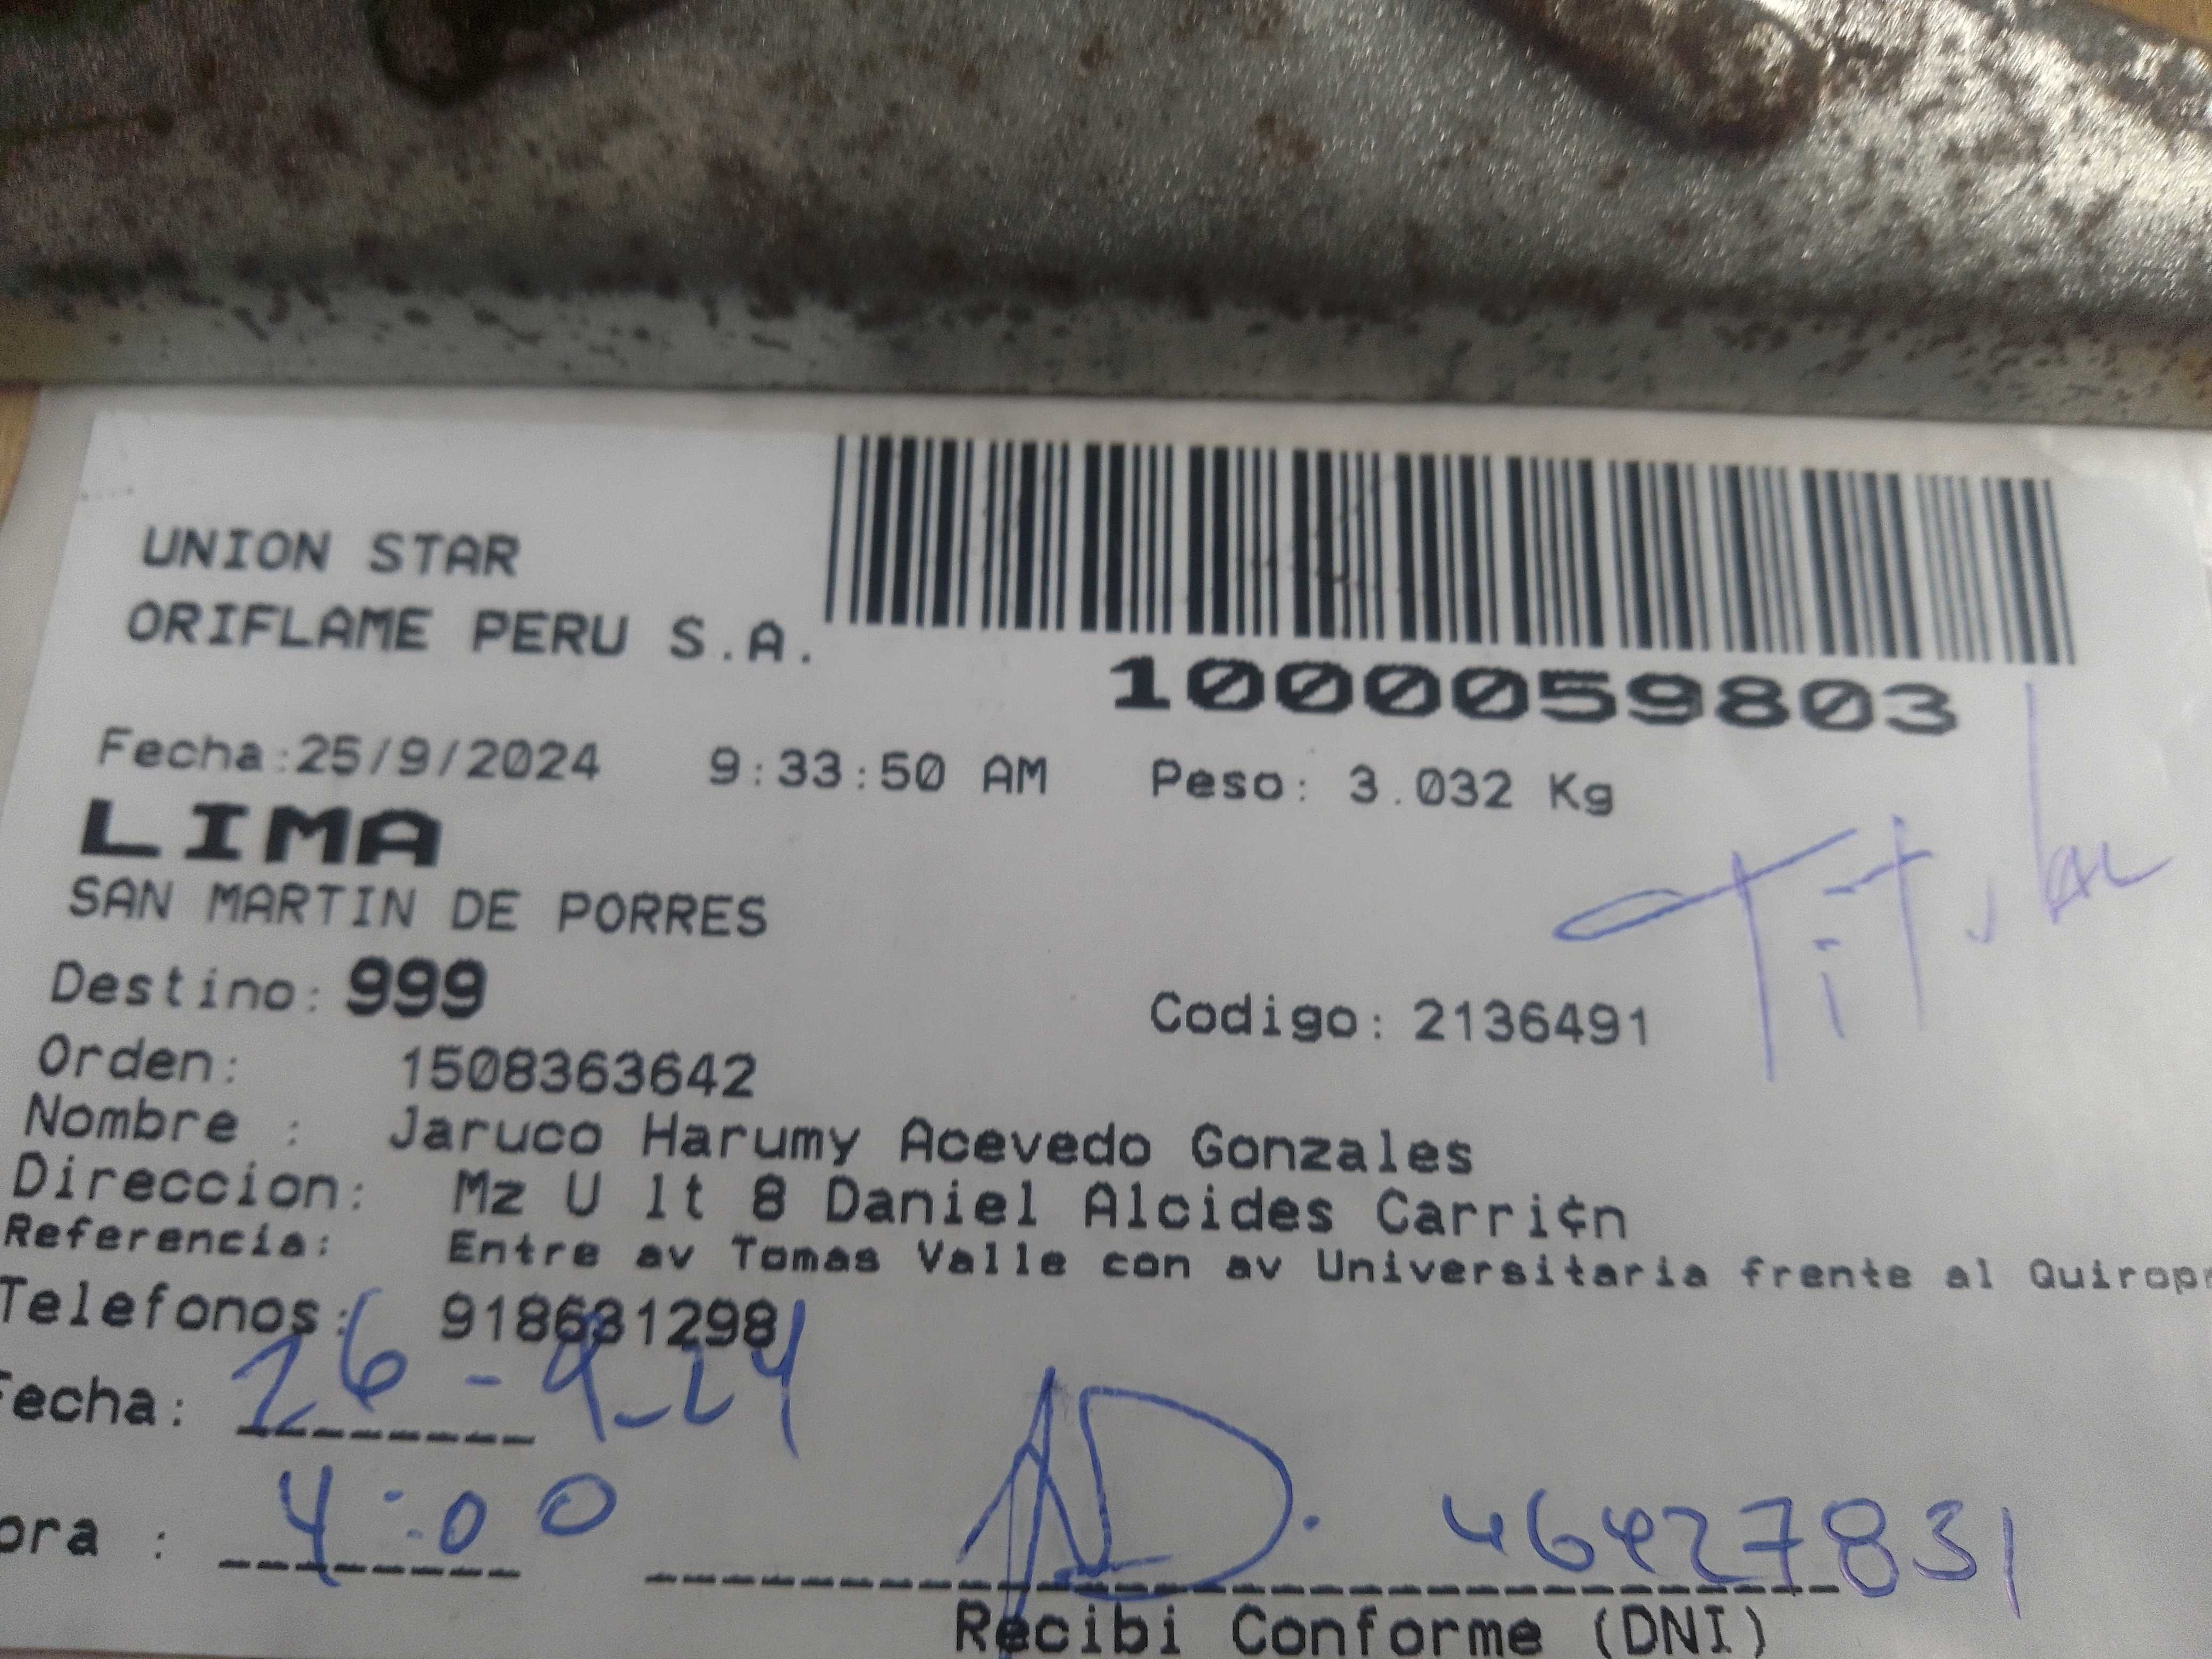 UNION STAR
ORIFLAME PERU S.A.
1000059803
Fecha:25/9/2024 9:33:50 AM Peso: 3.032 Kg
LIMA
SAN MARTIN DE PORRES
Titular
Destino: 999 Codigo: 2136491
Orden: 1508363642
Nombre : Jaruco Harumy Acevedo Gonzales
Direccion: Mz U lt 8 Daniel Alcides Carri¢n
Referencia: Entre av Tomas Valle con av Universitaria frente al Quirop
Telefonos: 918631298
Fecha: 26-9-24
ora : 4:00 46427831
Recibi Conforme (DNI)